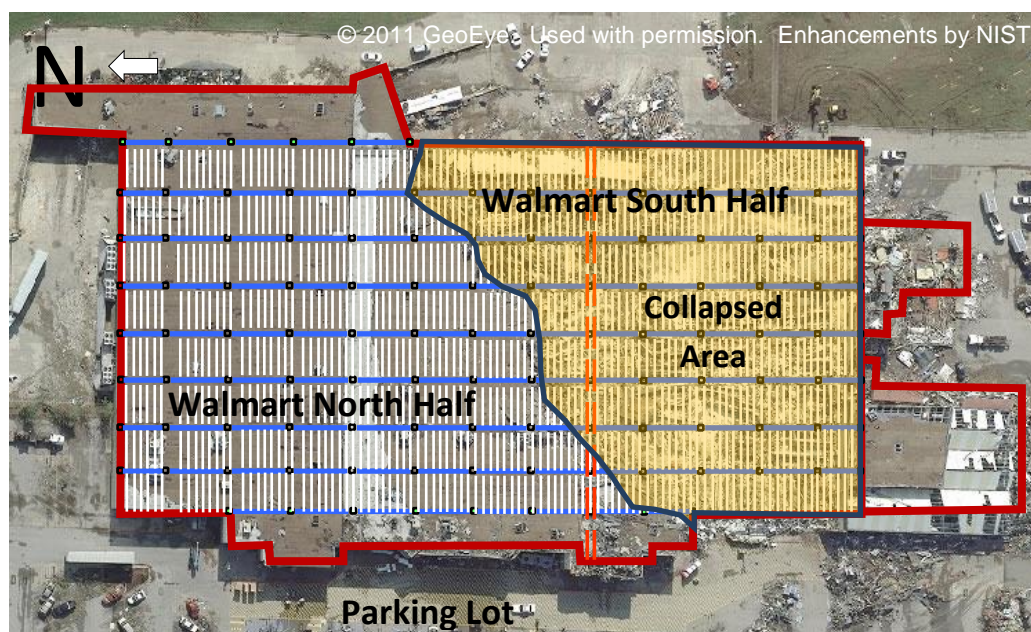 © 2011 GeoEye. Used with permission.  Enhancements by NIST
N
Walmart South Half
Collapsed
Area
Walmart North Half
Parking Lot